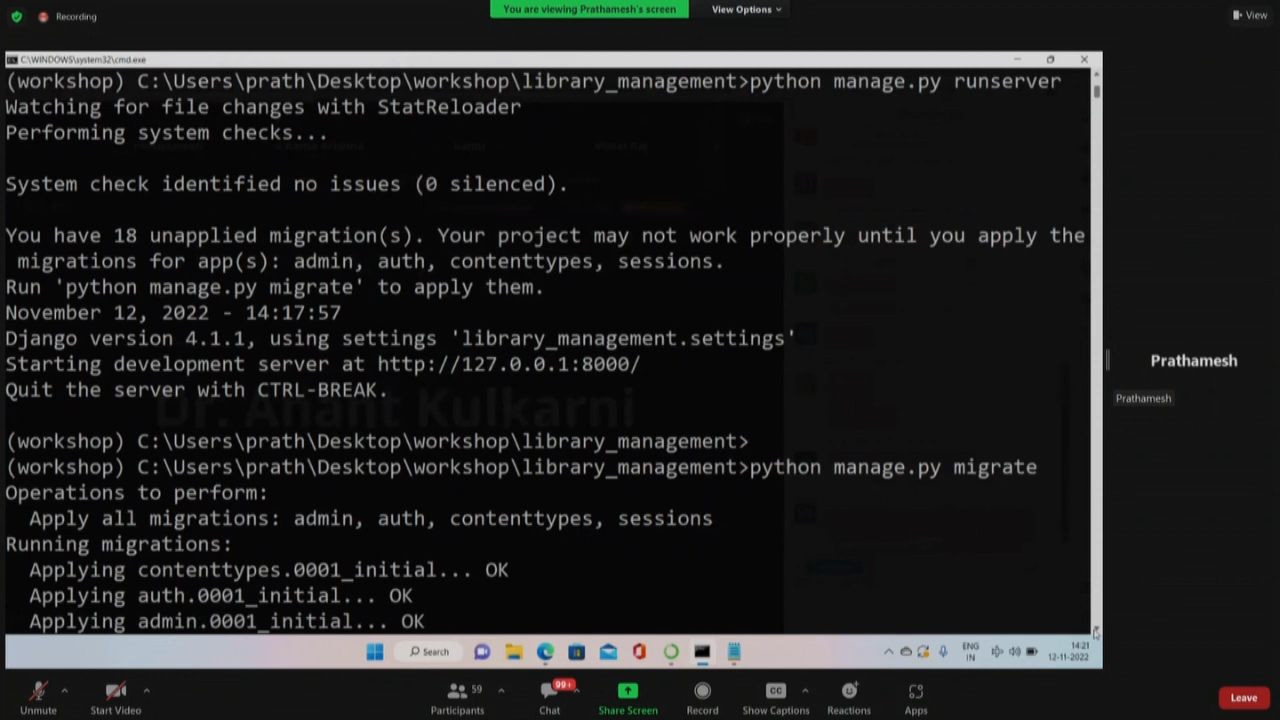 Recording
You are viewing Prathamesh's screen
View Options
View
C:\WINDOWS\system32\cmd.exe
(workshop) C:\Users\prath\Desktop\workshop\library_management>python manage.py runserver
Watching for file changes with StatReloader
Performing system checks...
System check identified no issues (0 silenced).
You have 18 unapplied migration(s). Your project may not work properly until you apply the
migrations for app(s): admin, auth, contenttypes, sessions.
Run 'python manage.py migrate' to apply them.
November 12, 2022 - 14:17:57
Django version 4.1.1, using settings 'library_management.settings'
Starting development server at http://127.0.0.1:8000/
Quit the server with CTRL-BREAK.
Dr. Anant Kulkarni
(workshop) C:\Users\prath\Desktop\workshop\library_management>
(workshop) C:\Users\prath\Desktop\workshop\library_management>python manage.py migrate
Operations to perform:
Apply all migrations: admin, auth, contenttypes, sessions
Running migrations:
Applying contenttypes.0001_initial... OK
Applying auth.0001_initial... OK
Applying admin.0001_initial... OK
Prathamesh
Prathamesh
Search
ENG
IN
14:21
12-11-2022
Unmute
Start Video
59
Participants
99+
Chat
Share Screen
Record
CC
Show Captions
Reactions
Apps
Leave